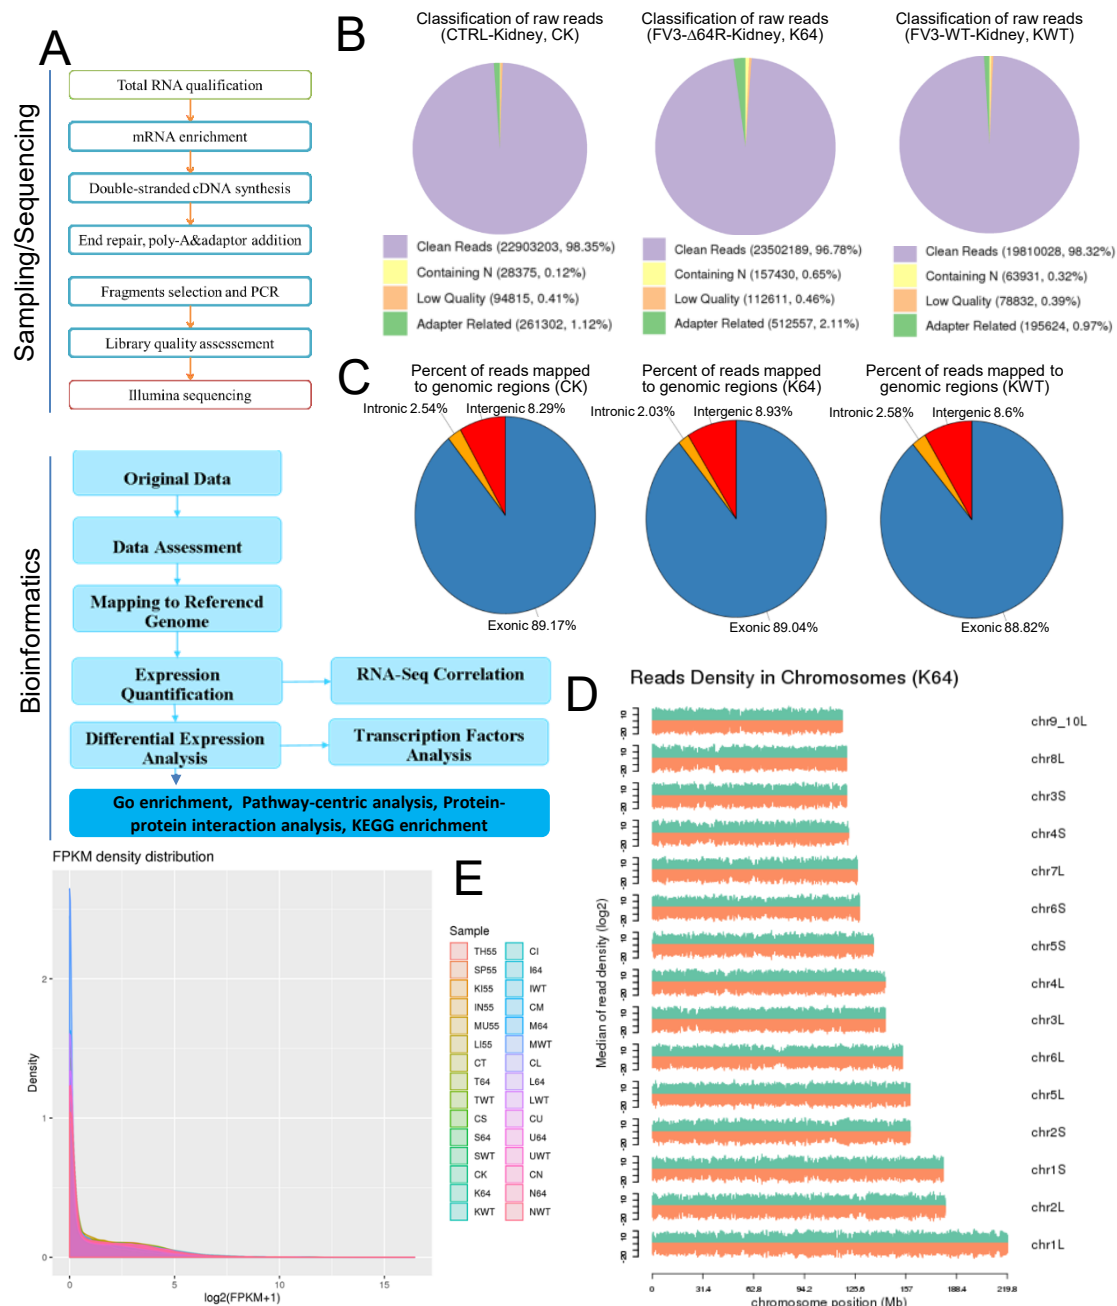 A
Sampling/Sequencing
Total RNA qualification
mRNA enrichment
Double-stranded cDNA synthesis
End repair, poly-A&adaptor addition
Fragments selection and PCR
Library quality assessement
Illumina sequencing
Bioinformatics
Original Data
Data Assessment
Mapping to Referencd
Genome
Expression
Quantification
RNA-Seq Correlation
Differential Expression
Analysis
Transcription Factors
Analysis
Go enrichment, Pathway-centric analysis, Protein-
protein interaction analysis, KEGG enrichment
B
Classification of raw reads
(CTRL-Kidney, CK)
Clean Reads (22903203, 98.35%)
Containing N (28375, 0.12%)
Low Quality (94815, 0.41%)
Adapter Related (261302, 1.12%)
Classification of raw reads
(FV3-Δ64R-Kidney, K64)
Clean Reads (23502189, 96.78%)
Containing N (157430, 0.65%)
Low Quality (112611, 0.46%)
Adapter Related (512557, 2.11%)
Classification of raw reads
(FV3-WT-Kidney, KWT)
Clean Reads (19810028, 98.32%)
Containing N (63931, 0.32%)
Low Quality (78832, 0.39%)
Adapter Related (195624, 0.97%)
C
Percent of reads mapped
to genomic regions (CK)
Intronic 2.54%
Intergenic 8.29%
Exonic 89.17%
Percent of reads mapped
to genomic regions (K64)
Intronic 2.03%
Intergenic 8.93%
Exonic 89.04%
Percent of reads mapped to
genomic regions (KWT)
Intronic 2.58%
Intergenic 8.6%
Exonic 88.82%
D
Reads Density in Chromosomes (K64)
Median of read density (log2)
chr9_10L
chr8L
chr3S
chr4S
chr7L
chr6S
chr5S
chr4L
chr3L
chr6L
chr5L
chr2S
chr1S
chr2L
chr1L
0 31.4 62.8 94.2 125.6 157 188.4 219.8
chromosome position (Mb)
FPKM density distribution
Density
2
1
0
0 5 10 15
log2(FPKM+1)
E
Sample
TH55 CI
SP55 I64
KI55 IWT
IN55 CM
MU55 M64
LI55 MWT
CT CL
T64 L64
TWT LWT
CS CU
S64 U64
SWT UWT
CK CN
K64 N64
KWT NWT